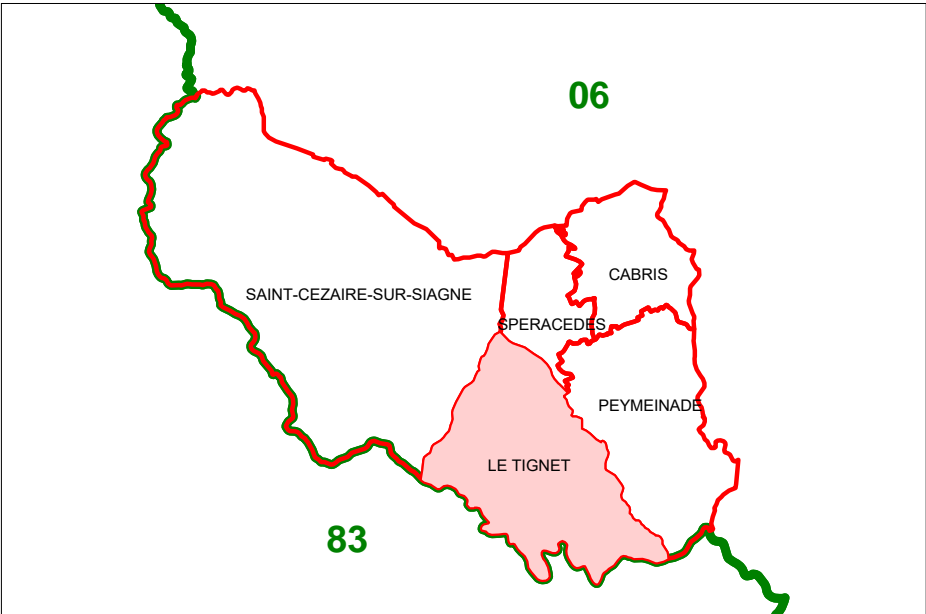 06
CABRIS
SAINT-CEZAIRE-SUR-SIAGNE
SPERACEDES
PEYMEINADE
LE TIGNET
83